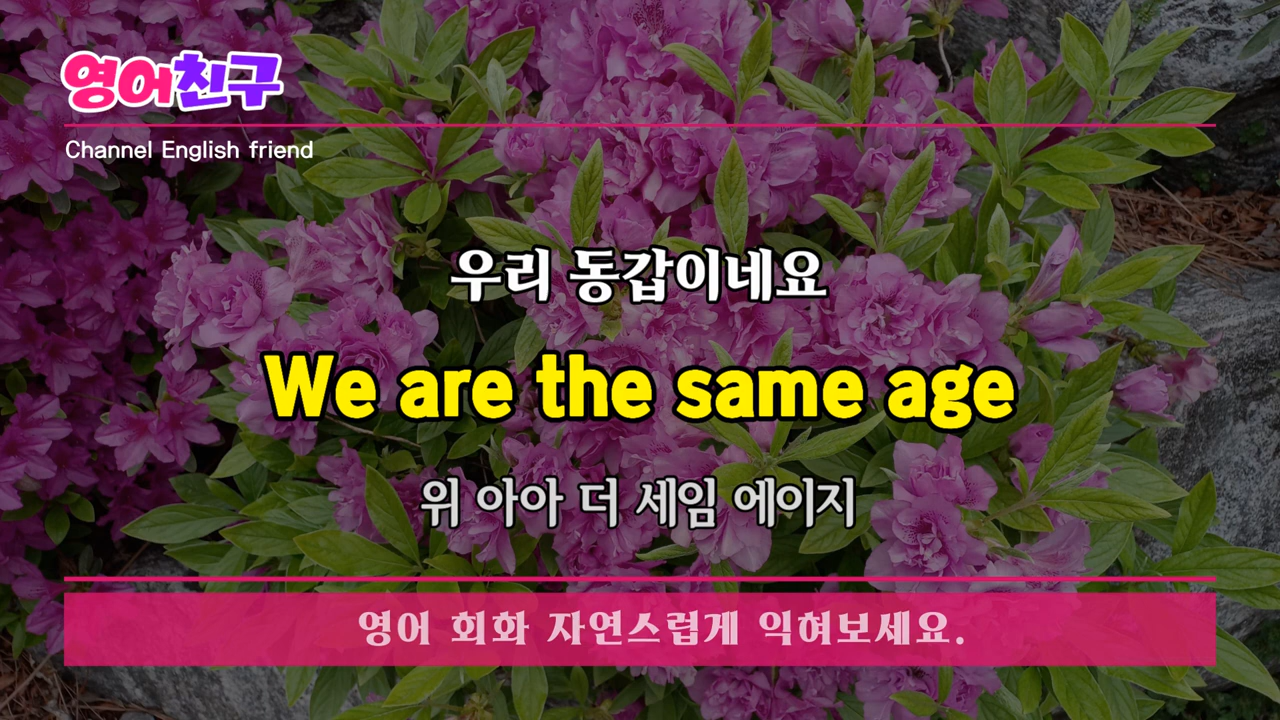 영어친구
Channel English friend
우리 동갑이네요
We are the same age
위 아아 더 세임 에이지
영어 회화 자연스럽게 익혀보세요.